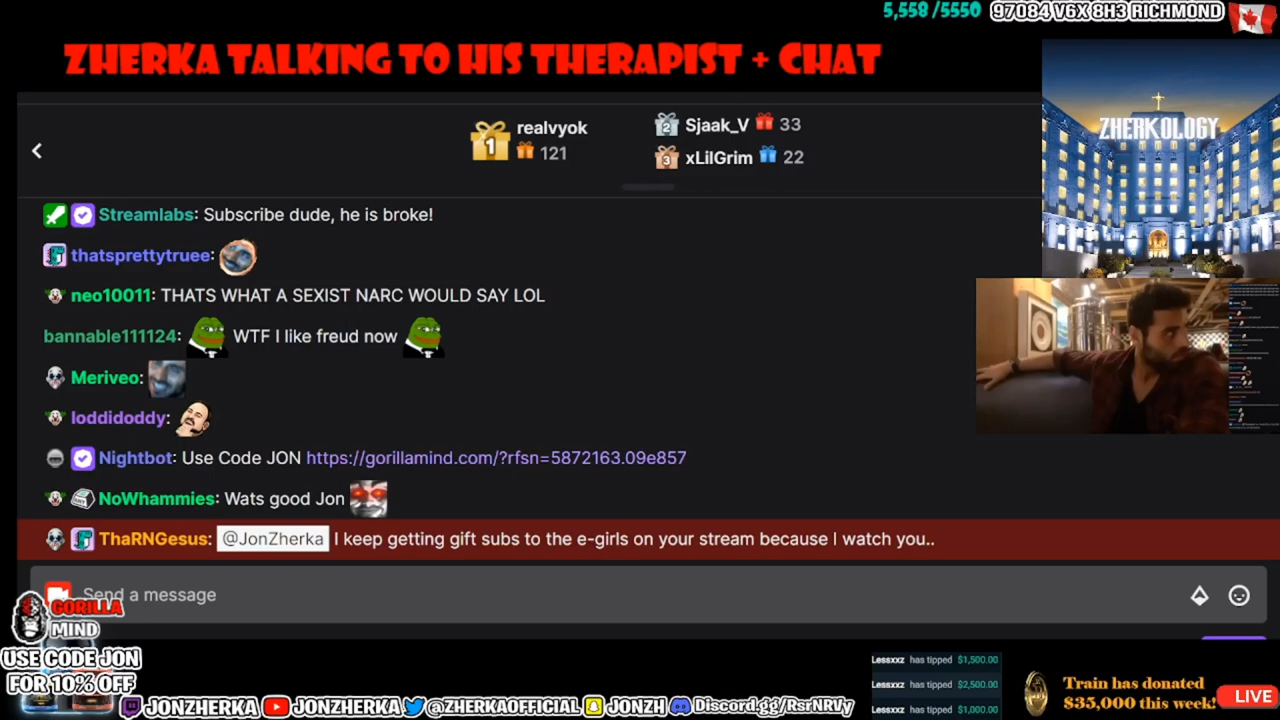 5,558 /5550
97084 V6X 8H3 RICHMOND
ZHERKA TALKING TO HIS THERAPIST + CHAT
ZHERKOLOGY
1 realvyok
121
2 Sjaak_V 33
3 xLilGrim 22
Streamlabs: Subscribe dude, he is broke!
thatsprettytruee:
neo10011: THATS WHAT A SEXIST NARC WOULD SAY LOL
bannable111124: WTF I like freud now
Meriveo:
loddidoddy:
Nightbot: Use Code JON https://gorillamind.com/?rfsn=5872163.09e857
NoWhammies: Wats good Jon
ThaRNGesus: @JonZherka I keep getting gift subs to the e-girls on your stream because I watch you..
Send a message
GORILLA
MIND
USE CODE JON
FOR 10% OFF
JONZHERKA JONZHERKA @ZHERKAOFFICIAL JONZH Discord.gg/RsrNRVy
Lessxxz has tipped $1,500.00
Lessxxz has tipped $2,500.00
Lessxxz has tipped $1,000.00
Train has donated
$35,000 this week!
LIVE